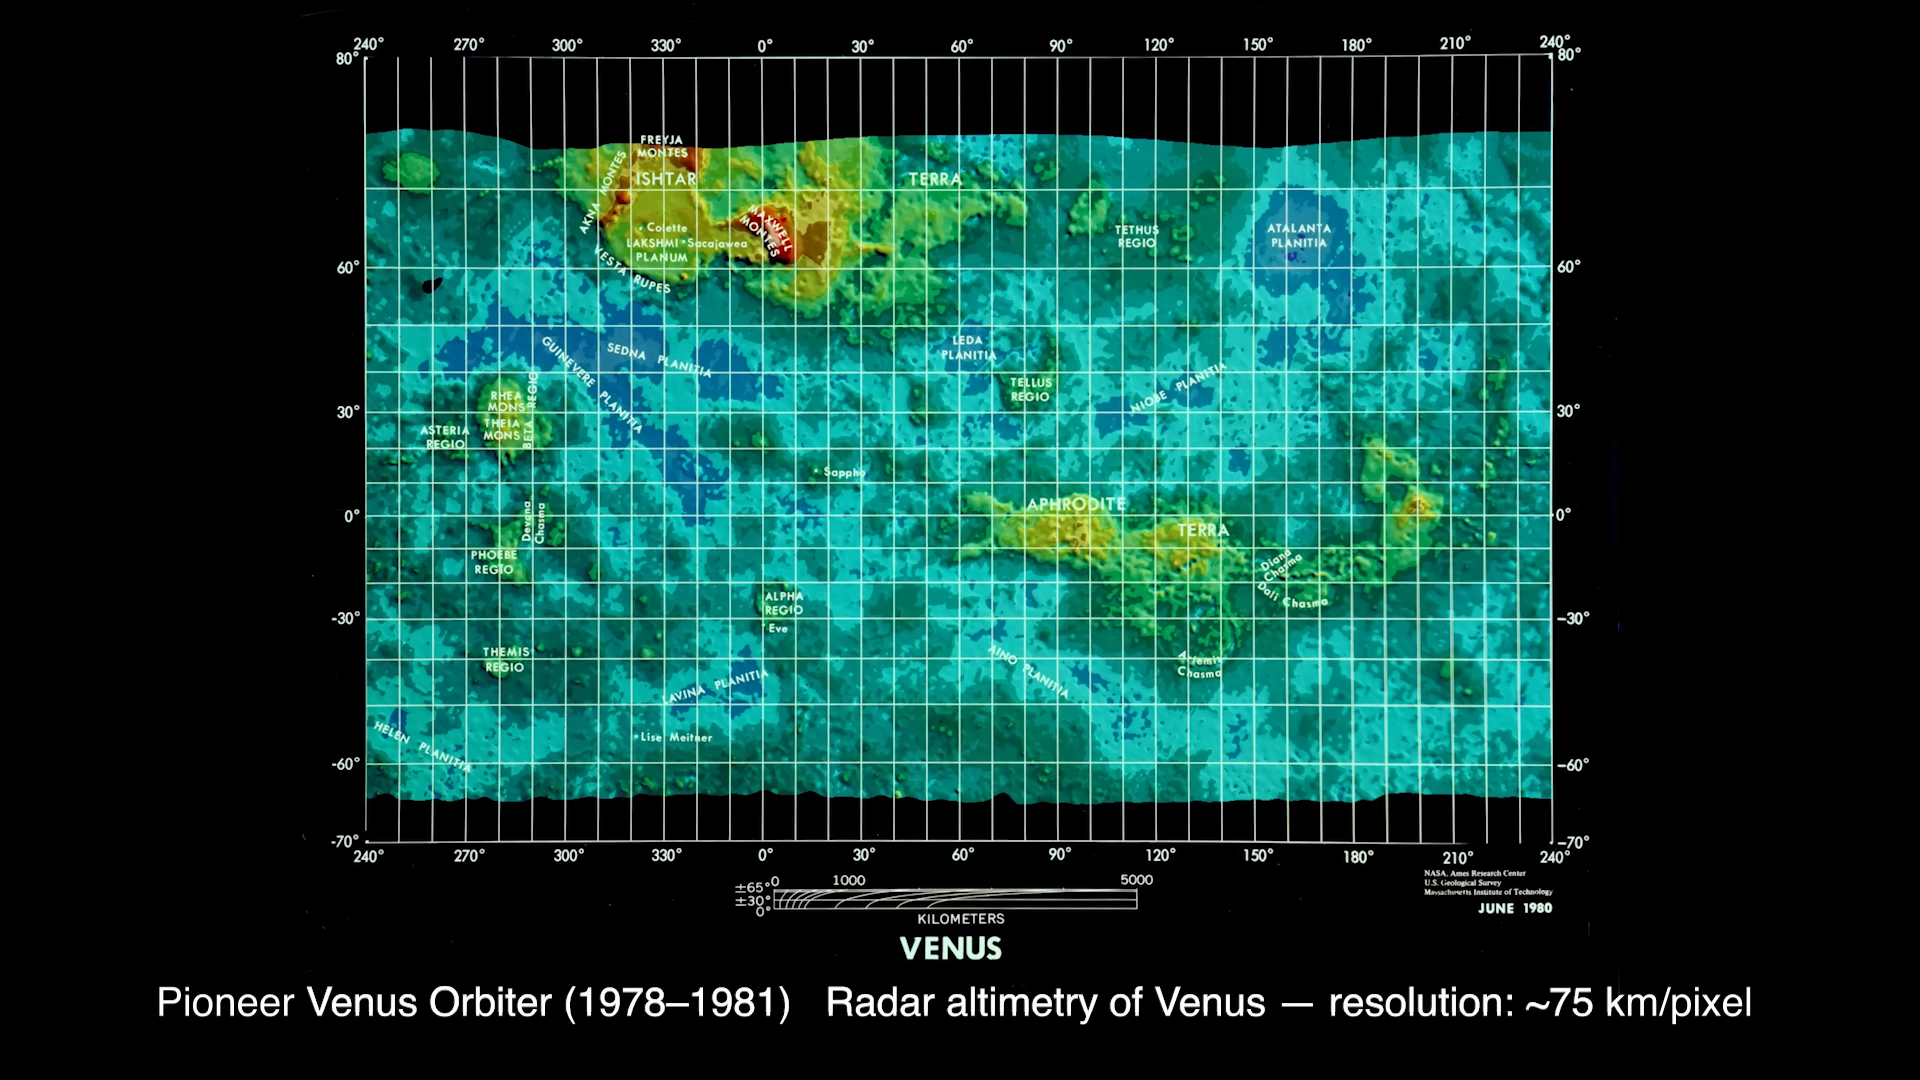 240° 270° 300° 330° 0° 30° 60° 90° 120° 150° 180° 210° 240°
80° 80°
FREYJA
MONTES
AKNA MONTES
ISHTAR TERRA
MAXWELL
MONTES
Colette
LAKSHMI Sacajawea
PLANUM
VESTA RUPES
TETHUS
REGIO
ATALANTA
PLANITIA
60° 60°
GUINEVERE PLANITIA
SEDNA PLANITIA
LEDA
PLANITIA
TELLUS
REGIO
NIOBE PLANITIA
RHEA
MONS
THEIA
MONS
BETA REGIO
30° 30°
ASTERIA
REGIO
Sappho
APHRODITE
TERRA
0° 0°
Devana
Chasma
PHOEBE
REGIO
Diana
Chasma
Dali Chasma
ALPHA
REGIO
Eve
-30° -30°
THEMIS
REGIO
AINO PLANITIA
Artemis
Chasma
LAVINA PLANITIA
HELEN PLANITIA
Lise Meitner
-60° -60°
-70° -70°
240° 270° 300° 330° 0° 30° 60° 90° 120° 150° 180° 210° 240°
0 1000 5000
±65°
±30°
0°
KILOMETERS
NASA, Ames Research Center
U.S. Geological Survey
Massachusetts Institute of Technology
JUNE 1980
VENUS
Pioneer Venus Orbiter (1978–1981) Radar altimetry of Venus — resolution: ~75 km/pixel